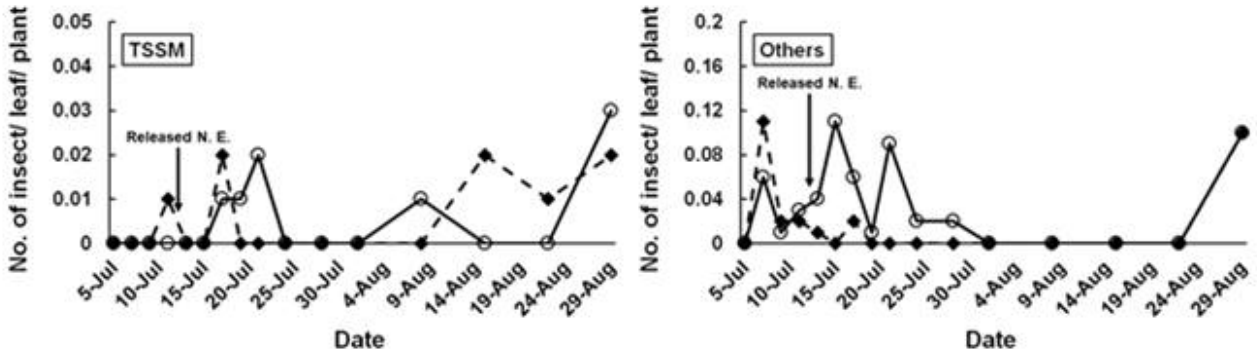 No. of insect/ leaf/ plant
0.05
0.04
0.03
0.02
0.01
0
TSSM
Released N. E.
5-Jul
10-Jul
15-Jul
20-Jul
25-Jul
30-Jul
4-Aug
9-Aug
14-Aug
19-Aug
24-Aug
29-Aug
Date
No. of insect/ leaf/ plant
0.2
0.16
0.12
0.08
0.04
0
Others
Released N. E.
5-Jul
10-Jul
15-Jul
20-Jul
25-Jul
30-Jul
4-Aug
9-Aug
14-Aug
19-Aug
24-Aug
29-Aug
Date